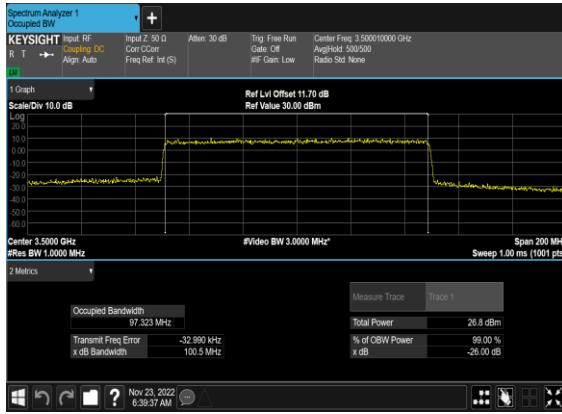 Spectrum Analyzer 1
Occupied BW
+
KEYSIGHT
R T
Input: RF
Coupling: DC
Align: Auto
Input Z: 50 Ω
Corr CCorr
Freq Ref: Int (S)
Atten: 30 dB
Trig: Free Run
Gate: Off
#IF Gain: Low
Center Freq: 3.500010000 GHz
Avg|Hold: 500/500
Radio Std: None
1 Graph
Scale/Div 10.0 dB
Ref Lvl Offset 11.70 dB
Ref Value 30.00 dBm
Log
20.0
10.0
0.00
-10.0
-20.0
-30.0
-40.0
-50.0
-60.0
Center 3.5000 GHz
#Res BW 1.0000 MHz
#Video BW 3.0000 MHz*
Span 200 MH
Sweep 1.00 ms (1001 pts
2 Metrics
Measure Trace
Trace 1
Occupied Bandwidth
97.323 MHz
Total Power
26.8 dBm
Transmit Freq Error
-32.990 kHz
% of OBW Power
99.00 %
x dB Bandwidth
100.5 MHz
x dB
-26.00 dB
?
Nov 23, 2022
6:39:37 AM